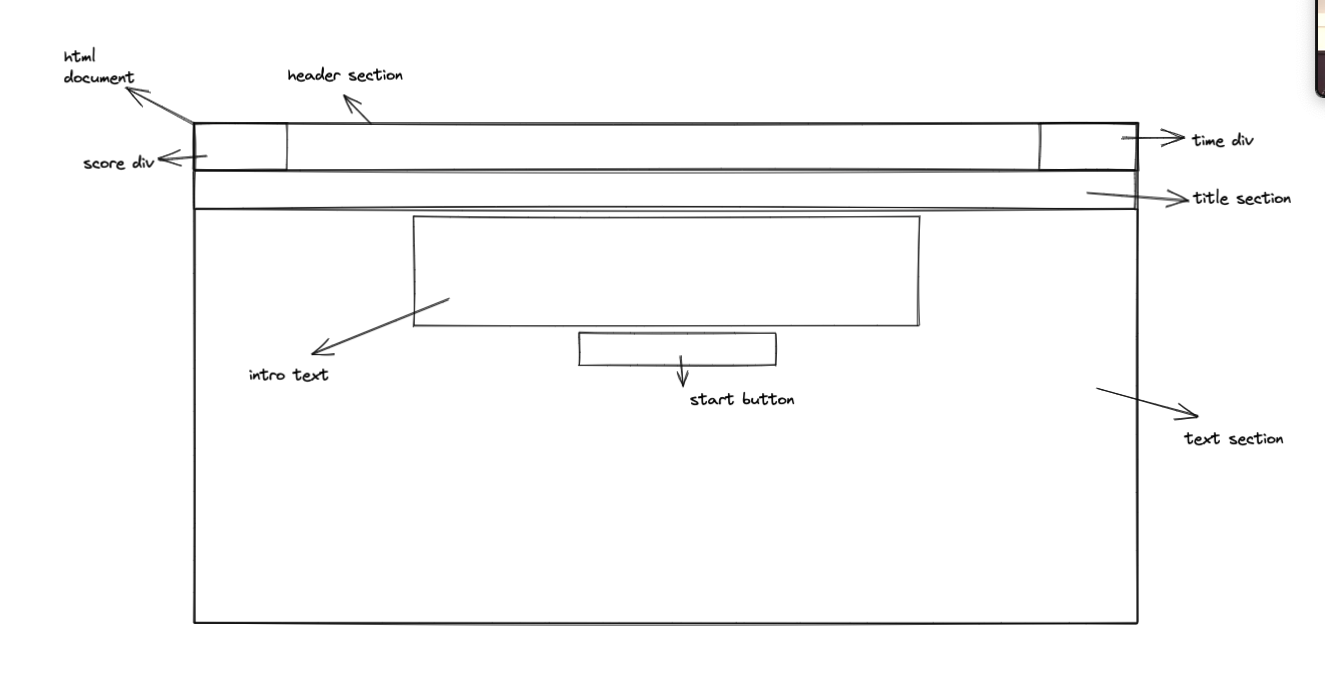 html
document
header section
score div
time div
title section
intro text
start button
text section